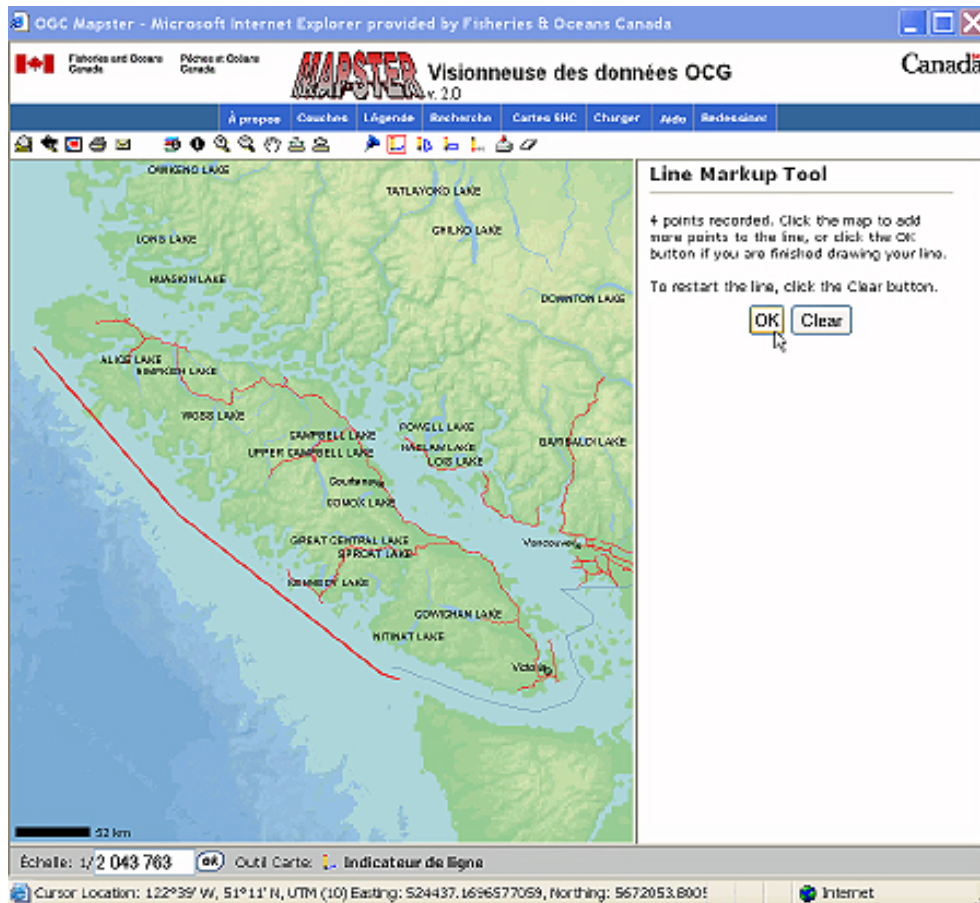 OGC Mapster - Microsoft Internet Explorer provided by Fisheries & Oceans Canada
Fisheries and Oceans Canada
Pêches et Océans Canada
MAPSTER v. 2.0
Visionneuse des données OCG
Canada
À propos Couches Légende Recherche Cartes SHC Charger Aide Redessiner
OWIKENO LAKE
TATLAYOKO LAKE
CHILKO LAKE
LONG LAKE
HUASKIN LAKE
DOWNTON LAKE
ALICE LAKE
NIMPKISH LAKE
WOSS LAKE
POWELL LAKE
CAMPBELL LAKE
HASLAM LAKE
GARIBALDI LAKE
UPPER CAMPBELL LAKE
LOIS LAKE
Courtenay
COMOX LAKE
GREAT CENTRAL LAKE
Vancouver
SPROAT LAKE
KENNEDY LAKE
COWICHAN LAKE
NITINAT LAKE
Victoria
52 km
Line Markup Tool
4 points recorded. Click the map to add
more points to the line, or click the OK
button if you are finished drawing your line.
To restart the line, click the Clear button.
OK Clear
Échelle: 1/ 2 043 763 ok Outil Carte: Indicateur de ligne
Cursor Location: 122°39' W, 51°11' N, UTM (10) Easting: 524437.1696577059, Northing: 5672053.8005 Internet